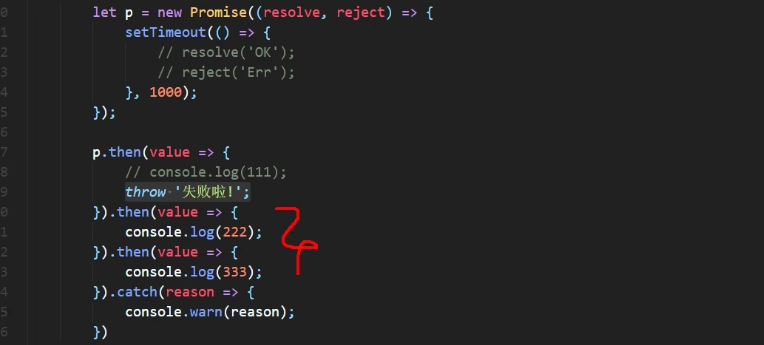 0 let p = new Promise((resolve, reject) => {
1 setTimeout(() => {
2 // resolve('OK');
3 // reject('Err');
4 }, 1000);
5 });
6
7 p.then(value => {
8 // console.log(111);
9 throw '失败啦!';
0 }).then(value => {
1 console.log(222);
2 }).then(value => {
3 console.log(333);
4 }).catch(reason => {
5 console.warn(reason);
6 })